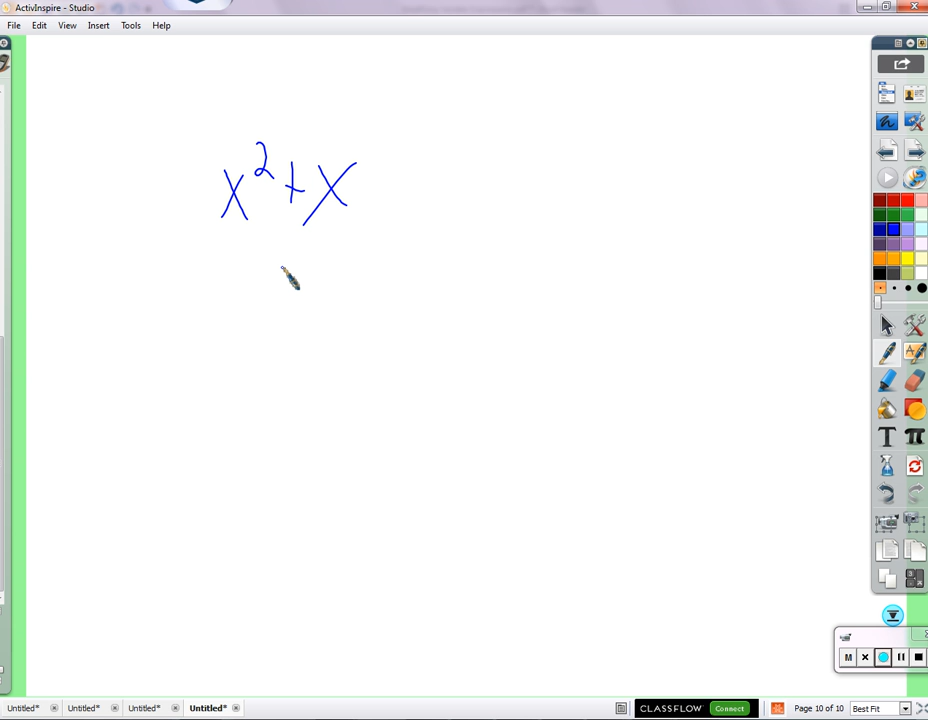 ActivInspire - Studio
File Edit View Insert Tools Help
x² + x
T π
M
Untitled* Untitled* Untitled* Untitled*
CLASSFLOW Connect
Page 10 of 10
Best Fit